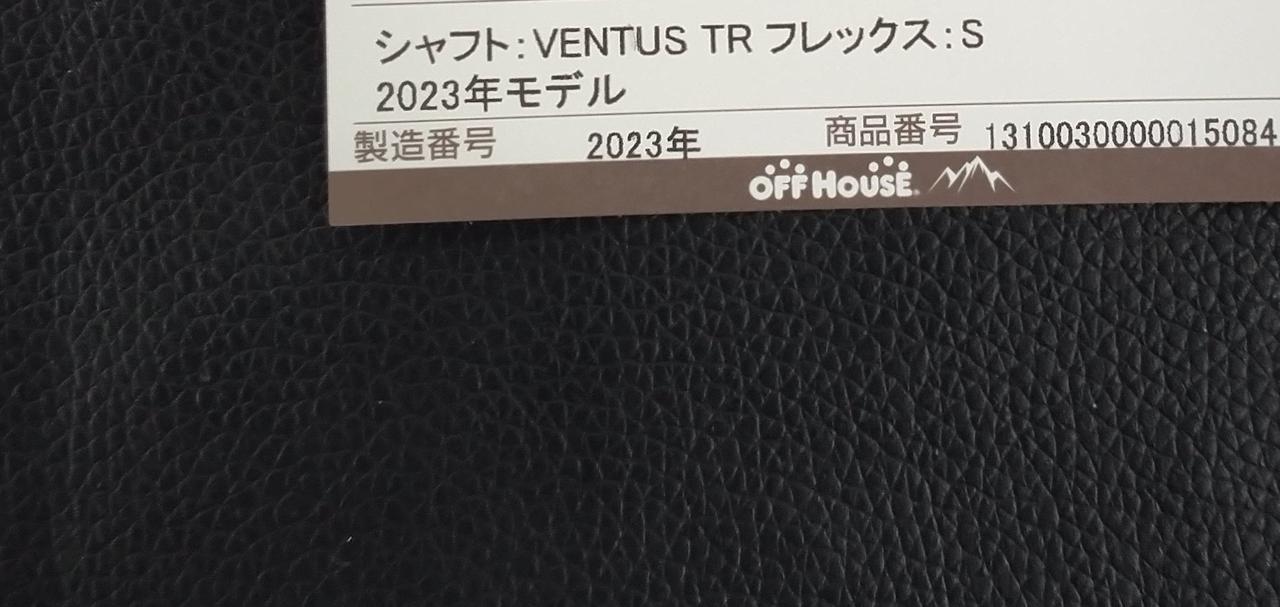 シャフト:VENTUS TR フレックス:S
2023年モデル
製造番号 2023年 商品番号 1310030000015084
OFF HOUSE